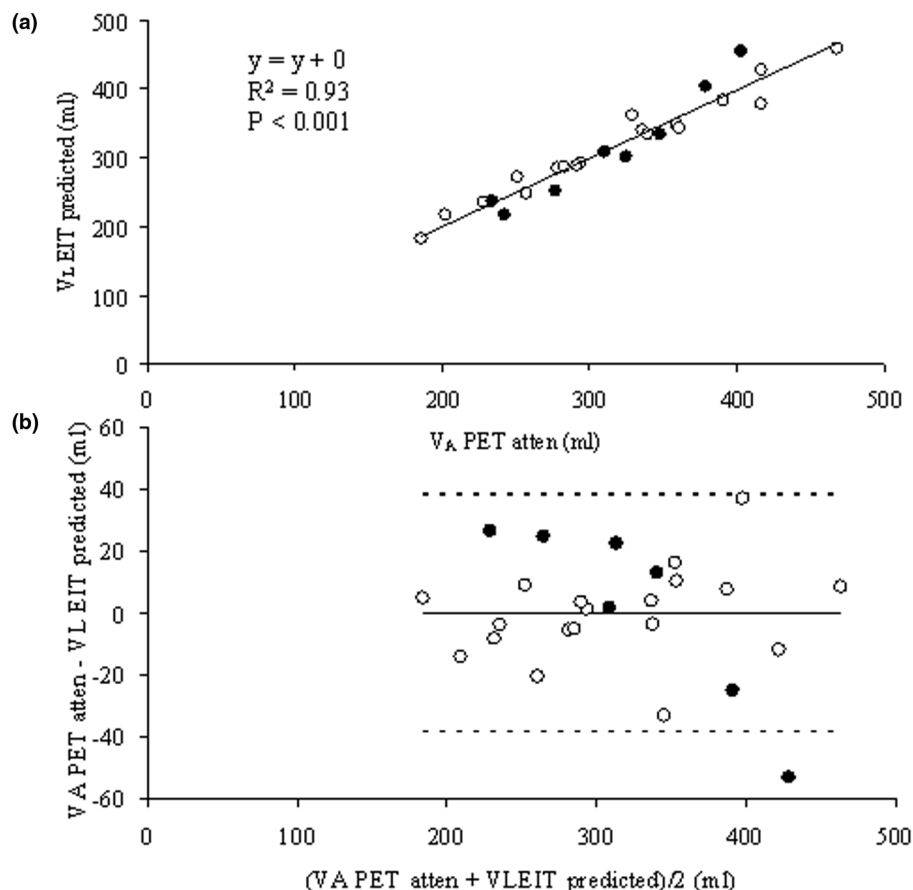 (a)
500
400
300
200
100
0
VL EIT predicted (ml)
y = y + 0
R² = 0.93
P < 0.001
0 100 200 300 400 500
VA PET atten (ml)
(b)
60
40
20
0
-20
-40
-60
VA PET atten - VL EIT predicted (ml)
0 100 200 300 400 500
(VA PET atten + VLEIT predicted)/2 (ml)